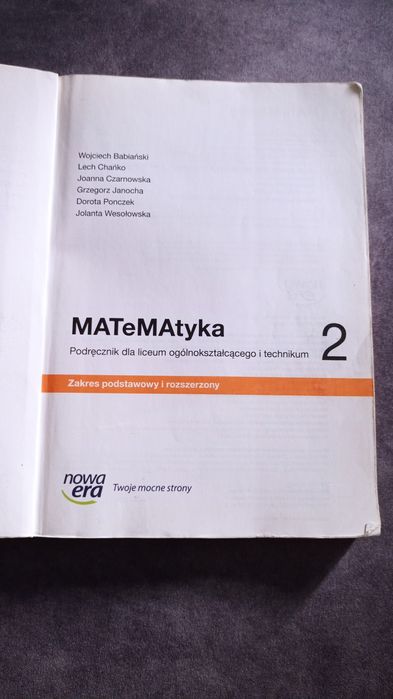 Wojciech Babiański
Lech Chańko
Joanna Czarnowska
Grzegorz Janocha
Dorota Ponczek
Jolanta Wesołowska
MATeMAtyka 2
Podręcznik dla liceum ogólnokształcącego i technikum
Zakres podstawowy i rozszerzony
nowa
era
Twoje mocne strony